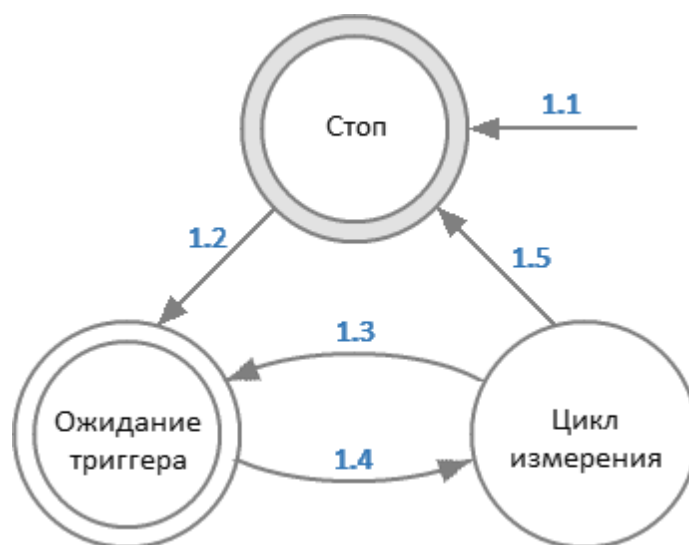 1.1
Стоп
1.2
1.5
1.3
Ожидание
триггера
1.4
Цикл
измерения